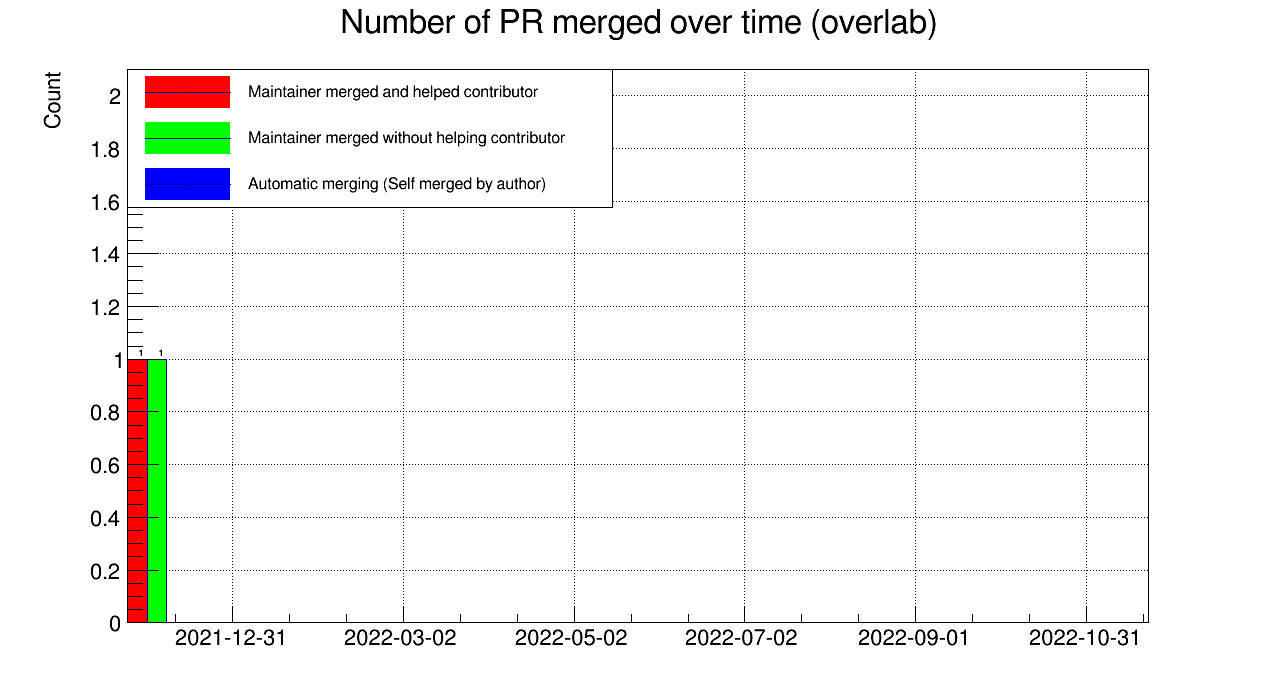 Number of PR merged over time (overlab)
Count
Maintainer merged and helped contributor
Maintainer merged without helping contributor
Automatic merging (Self merged by author)
2
1.8
1.6
1.4
1.2
1
0.8
0.6
0.4
0.2
0
1 1
2021-12-31 2022-03-02 2022-05-02 2022-07-02 2022-09-01 2022-10-31